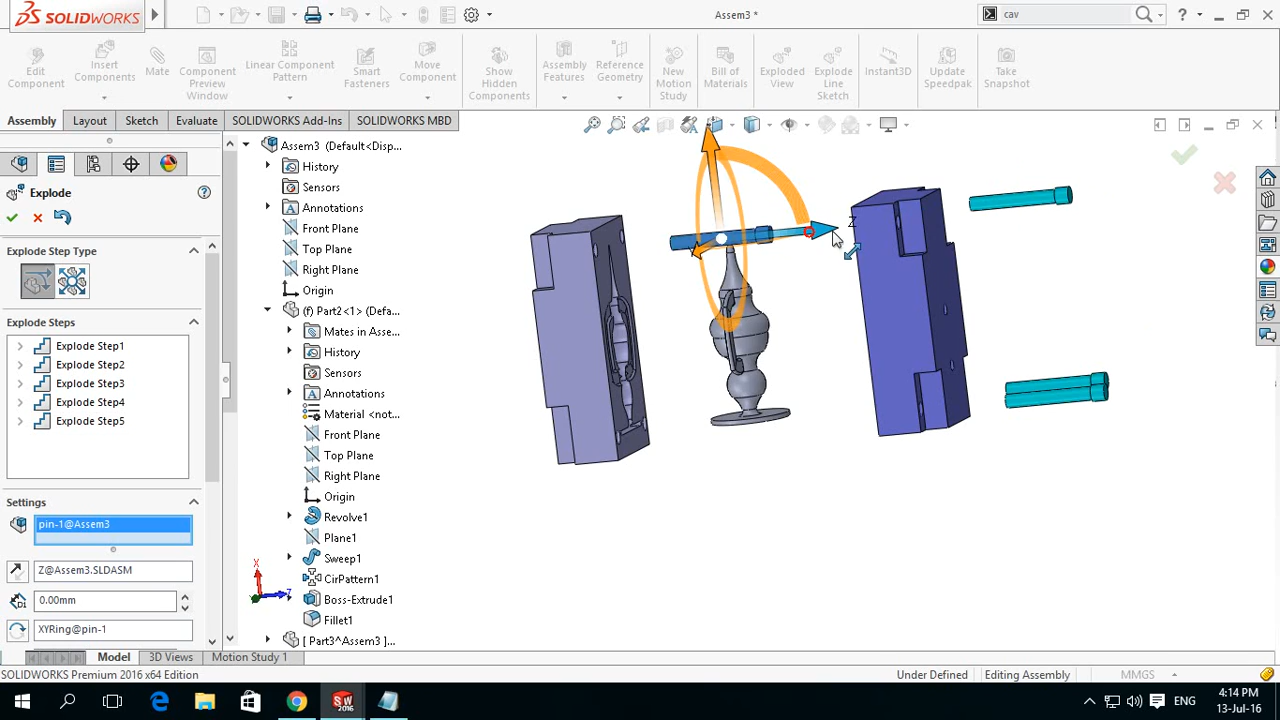 SOLIDWORKS
Assem3 *
cav
Edit Component
Insert Components
Mate
Component Preview Window
Linear Component Pattern
Smart Fasteners
Move Component
Show Hidden Components
Assembly Features
Reference Geometry
New Motion Study
Bill of Materials
Exploded View
Explode Line Sketch
Instant3D
Update Speedpak
Take Snapshot
Assembly
Layout
Sketch
Evaluate
SOLIDWORKS Add-Ins
SOLIDWORKS MBD
Explode
Explode Step Type
Explode Steps
Explode Step1
Explode Step2
Explode Step3
Explode Step4
Explode Step5
Settings
pin-1@Assem3
Z@Assem3.SLDASM
0.00mm
XYRing@pin-1
Assem3 (Default<Disp...
History
Sensors
Annotations
Front Plane
Top Plane
Right Plane
Origin
(f) Part2<1> (Defa...
Mates in Asse...
History
Sensors
Annotations
Material <not...
Front Plane
Top Plane
Right Plane
Origin
Revolve1
Plane1
Sweep1
CirPattern1
Boss-Extrude1
Fillet1
[ Part3^Assem3 ]...
Z
X
Z
Model
3D Views
Motion Study 1
SOLIDWORKS Premium 2016 x64 Edition
Under Defined
Editing Assembly
MMGS
SW
2016
ENG
4:14 PM
13-Jul-16